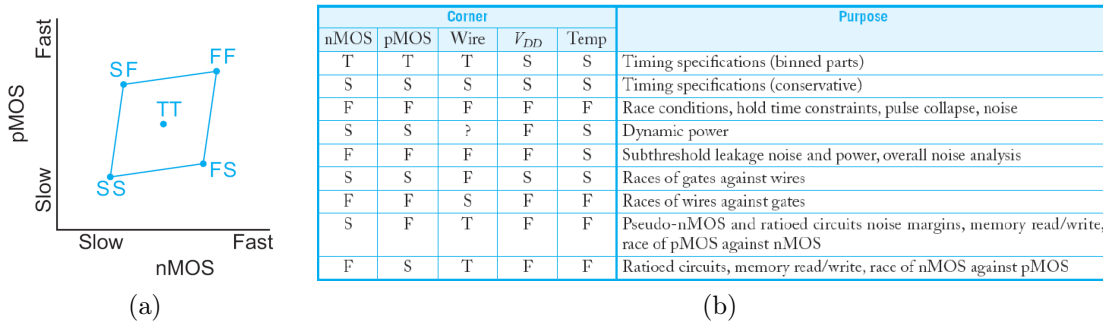 Fast
pMOS
Slow
SF
FF
TT
SS
FS
Slow
Fast
nMOS
(a)
Corner Purpose
nMOS pMOS Wire VDD Temp
T T T S S Timing specifications (binned parts)
S S S S S Timing specifications (conservative)
F F F F F Race conditions, hold time constraints, pulse collapse, noise
S S ? F S Dynamic power
F F F F S Subthreshold leakage noise and power, overall noise analysis
S S F S S Races of gates against wires
F F S F F Races of wires against gates
S F T F F Pseudo-nMOS and ratioed circuits noise margins, memory read/write,
race of pMOS against nMOS
F S T F F Ratioed circuits, memory read/write, race of nMOS against pMOS
(b)